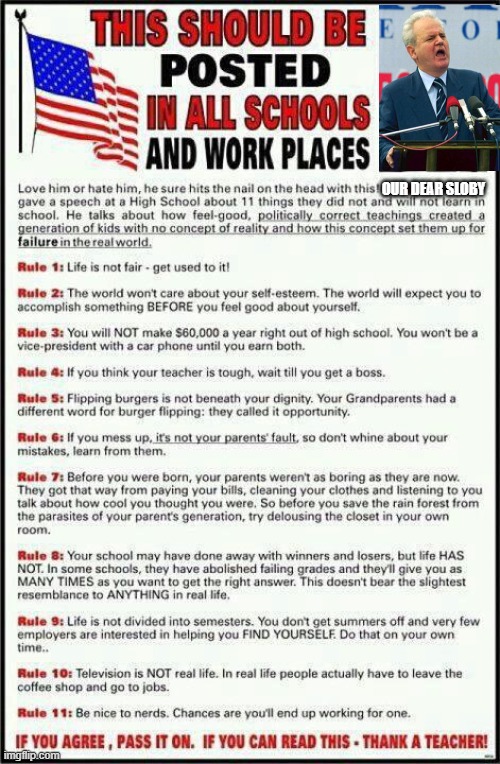 THIS SHOULD BE
POSTED
IN ALL SCHOOLS
AND WORK PLACES
E O
OUR DEAR SLOBY
Love him or hate him, he sure hits the nail on the head with this!
gave a speech at a High School about 11 things they did not and will not learn in
school. He talks about how feel-good, politically correct teachings created a
generation of kids with no concept of reality and how this concept set them up for
failure in the real world.
Rule 1: Life is not fair - get used to it!
Rule 2: The world won't care about your self-esteem. The world will expect you to
accomplish something BEFORE you feel good about yourself.
Rule 3: You will NOT make $60,000 a year right out of high school. You won't be a
vice-president with a car phone until you earn both.
Rule 4: If you think your teacher is tough, wait till you get a boss.
Rule 5: Flipping burgers is not beneath your dignity. Your Grandparents had a
different word for burger flipping: they called it opportunity.
Rule 6: If you mess up, it's not your parents' fault, so don't whine about your
mistakes, learn from them.
Rule 7: Before you were born, your parents weren't as boring as they are now.
They got that way from paying your bills, cleaning your clothes and listening to you
talk about how cool you thought you were. So before you save the rain forest from
the parasites of your parent's generation, try delousing the closet in your own
room.
Rule 8: Your school may have done away with winners and losers, but life HAS
NOT. In some schools, they have abolished failing grades and they'll give you as
MANY TIMES as you want to get the right answer. This doesn't bear the slightest
resemblance to ANYTHING in real life.
Rule 9: Life is not divided into semesters. You don't get summers off and very few
employers are interested in helping you FIND YOURSELF. Do that on your own
time..
Rule 10: Television is NOT real life. In real life people actually have to leave the
coffee shop and go to jobs.
Rule 11: Be nice to nerds. Chances are you'll end up working for one.
IF YOU AGREE , PASS IT ON. IF YOU CAN READ THIS - THANK A TEACHER!
imgflip.com